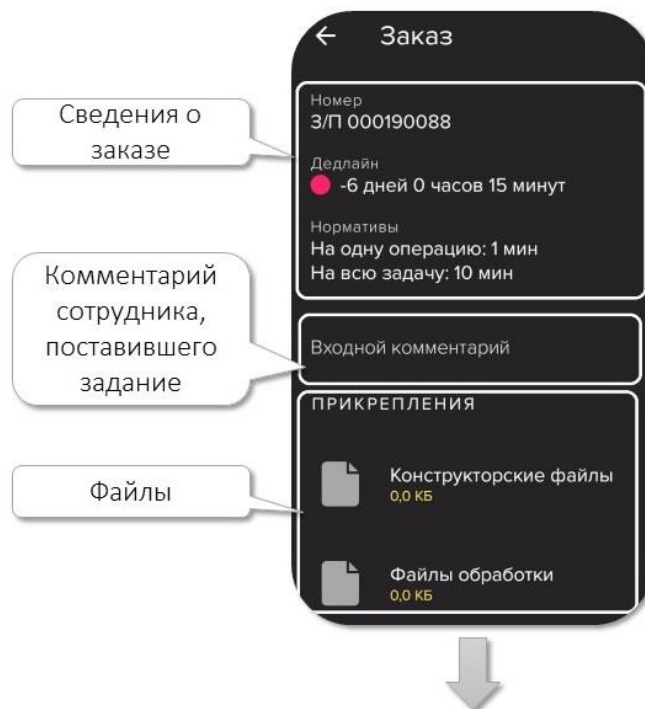 Заказ
Сведения о
заказе
Номер
З/П 000190088
Дедлайн
-6 дней 0 часов 15 минут
Нормативы
На одну операцию: 1 мин
На всю задачу: 10 мин
Комментарий
сотрудника,
поставившего
задание
Входной комментарий
ПРИКРЕПЛЕНИЯ
Файлы
Конструкторские файлы
0,0 КБ
Файлы обработки
0,0 КБ